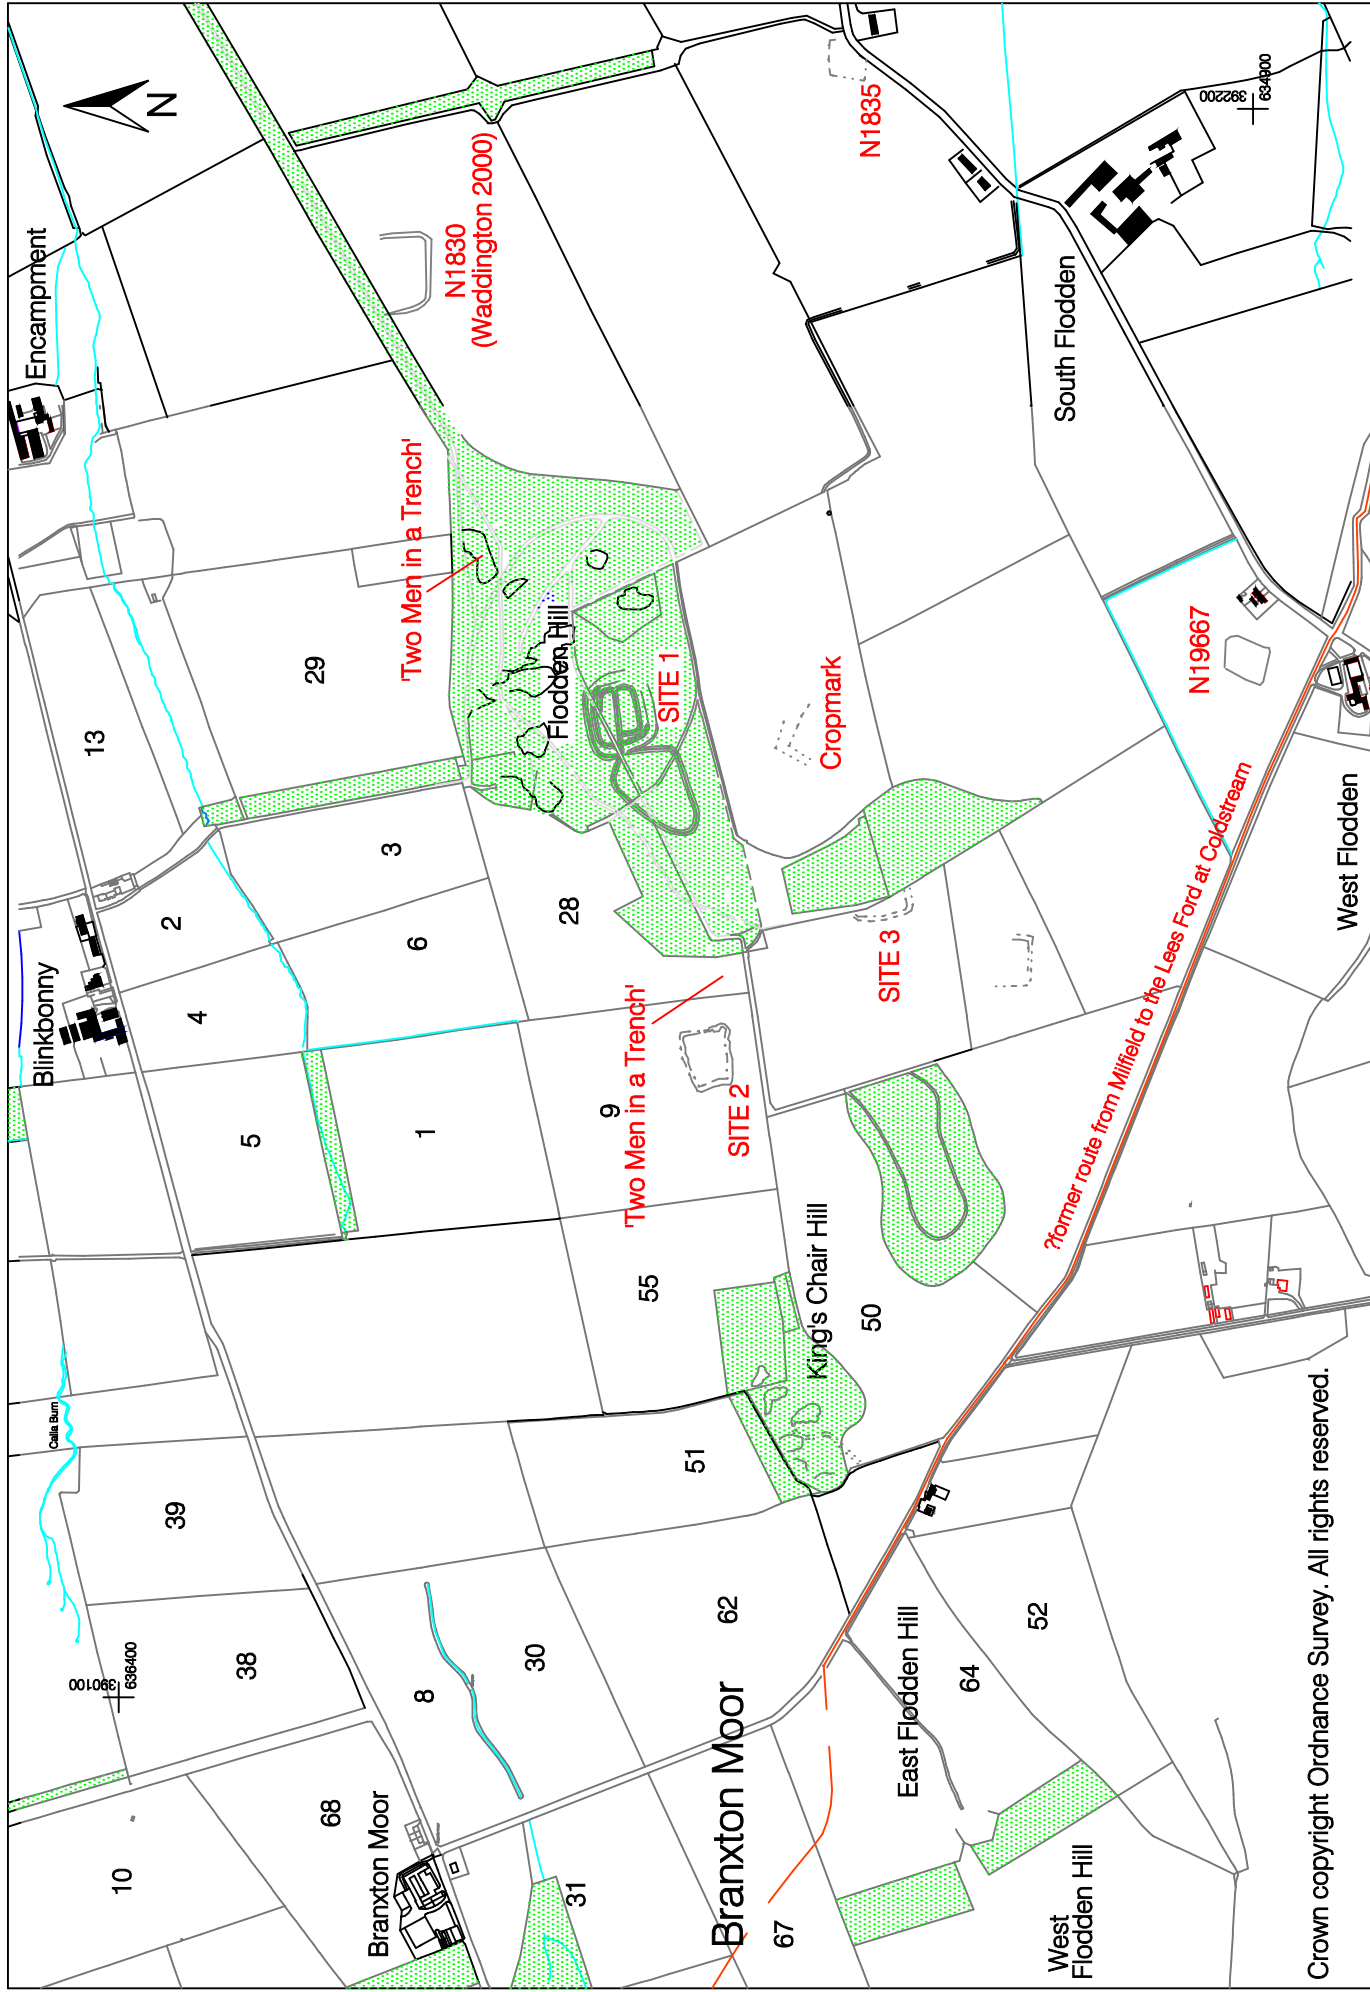 N
Encampment
N1830
(Waddington 2000)
N1835
392200
634900
South Flodden
'Two Men in a Trench'
29
13
Flodden Hill
SITE 1
Cropmark
N19667
West Flodden
Blinkbonny
2
3
4
6
28
SITE 3
?former route from Milfield to the Lees Ford at Coldstream
5
1
9
'Two Men in a Trench'
SITE 2
King's Chair Hill
55
50
51
39
38
390100
636400
8
30
62
52
64
East Flodden Hill
Branxton Moor
10
68
Branxton Moor
31
67
West
Flodden Hill
Crown copyright Ordnance Survey. All rights reserved.